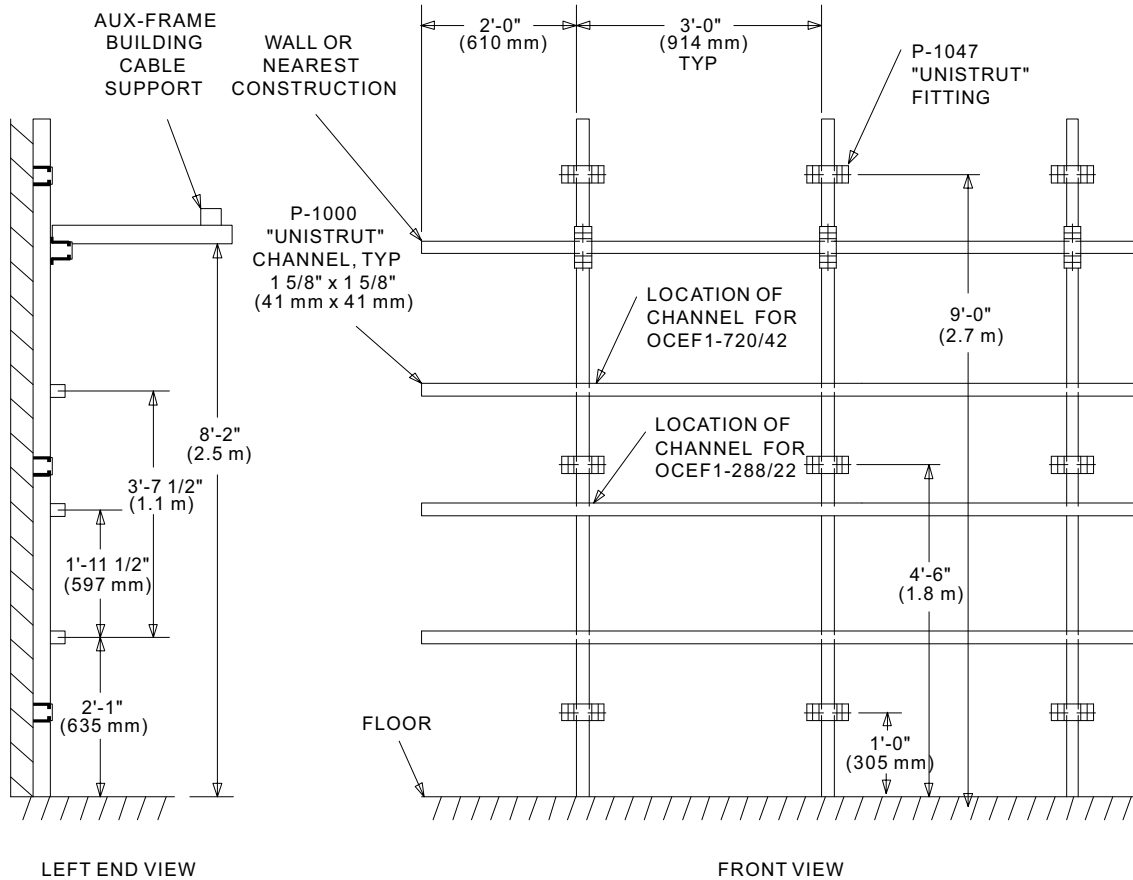 AUX-FRAME
BUILDING
CABLE
SUPPORT
WALL OR
NEAREST
CONSTRUCTION
2'-0"
(610 mm)
3'-0"
(914 mm)
TYP
P-1047
"UNISTRUT"
FITTING
P-1000
"UNISTRUT"
CHANNEL, TYP
1 5/8" x 1 5/8"
(41 mm x 41 mm)
LOCATION OF
CHANNEL FOR
OCEF1-720/42
9'-0"
(2.7 m)
LOCATION OF
CHANNEL FOR
OCEF1-288/22
8'-2"
(2.5 m)
3'-7 1/2"
(1.1 m)
1'-11 1/2"
(597 mm)
4'-6"
(1.8 m)
2'-1"
(635 mm)
FLOOR
1'-0"
(305 mm)
LEFT END VIEW
FRONT VIEW